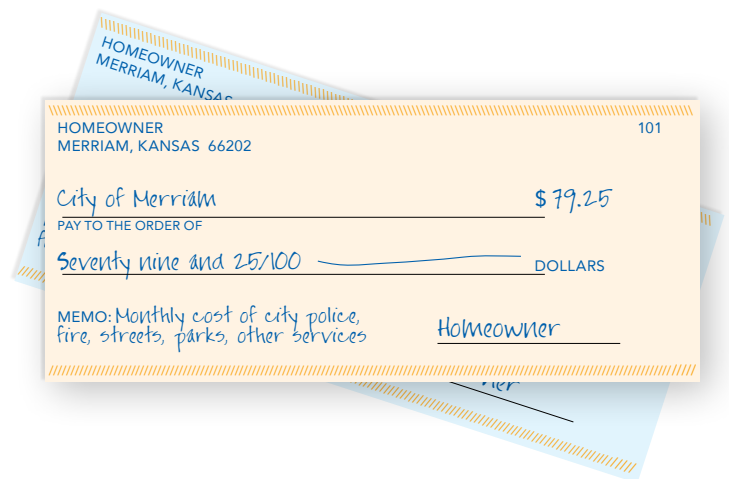 HOMEOWNER
MERRIAM, KANSAS
HOMEOWNER
101
MERRIAM, KANSAS 66202
City of Merriam
$ 79.25
PAY TO THE ORDER OF
Seventy nine and 25/100
DOLLARS
MEMO: Monthly cost of city police,
fire, streets, parks, other services
Homeowner